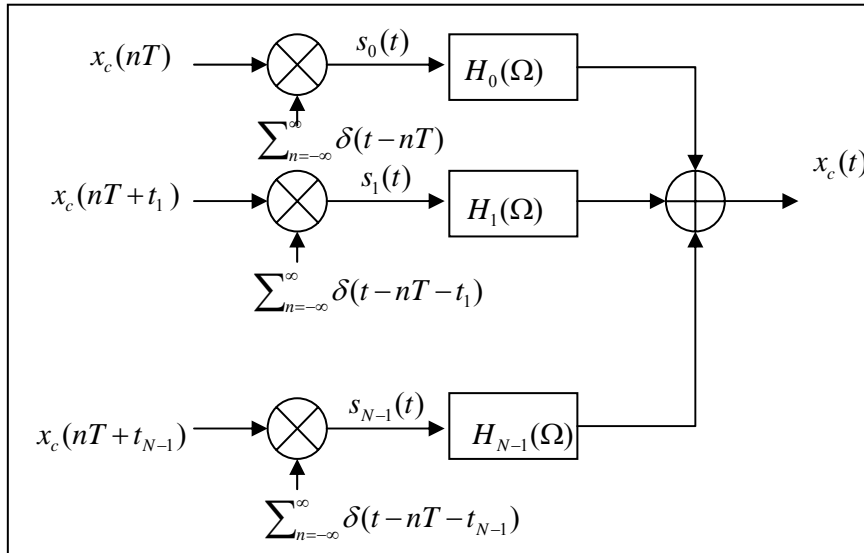 x_c(nT)
s_0(t)
H_0(Ω)
∑_{n=-∞}^{∞} δ(t-nT)
x_c(t)
x_c(nT+t_1)
s_1(t)
H_1(Ω)
∑_{n=-∞}^{∞} δ(t-nT-t_1)
x_c(nT+t_{N-1})
s_{N-1}(t)
H_{N-1}(Ω)
∑_{n=-∞}^{∞} δ(t-nT-t_{N-1})